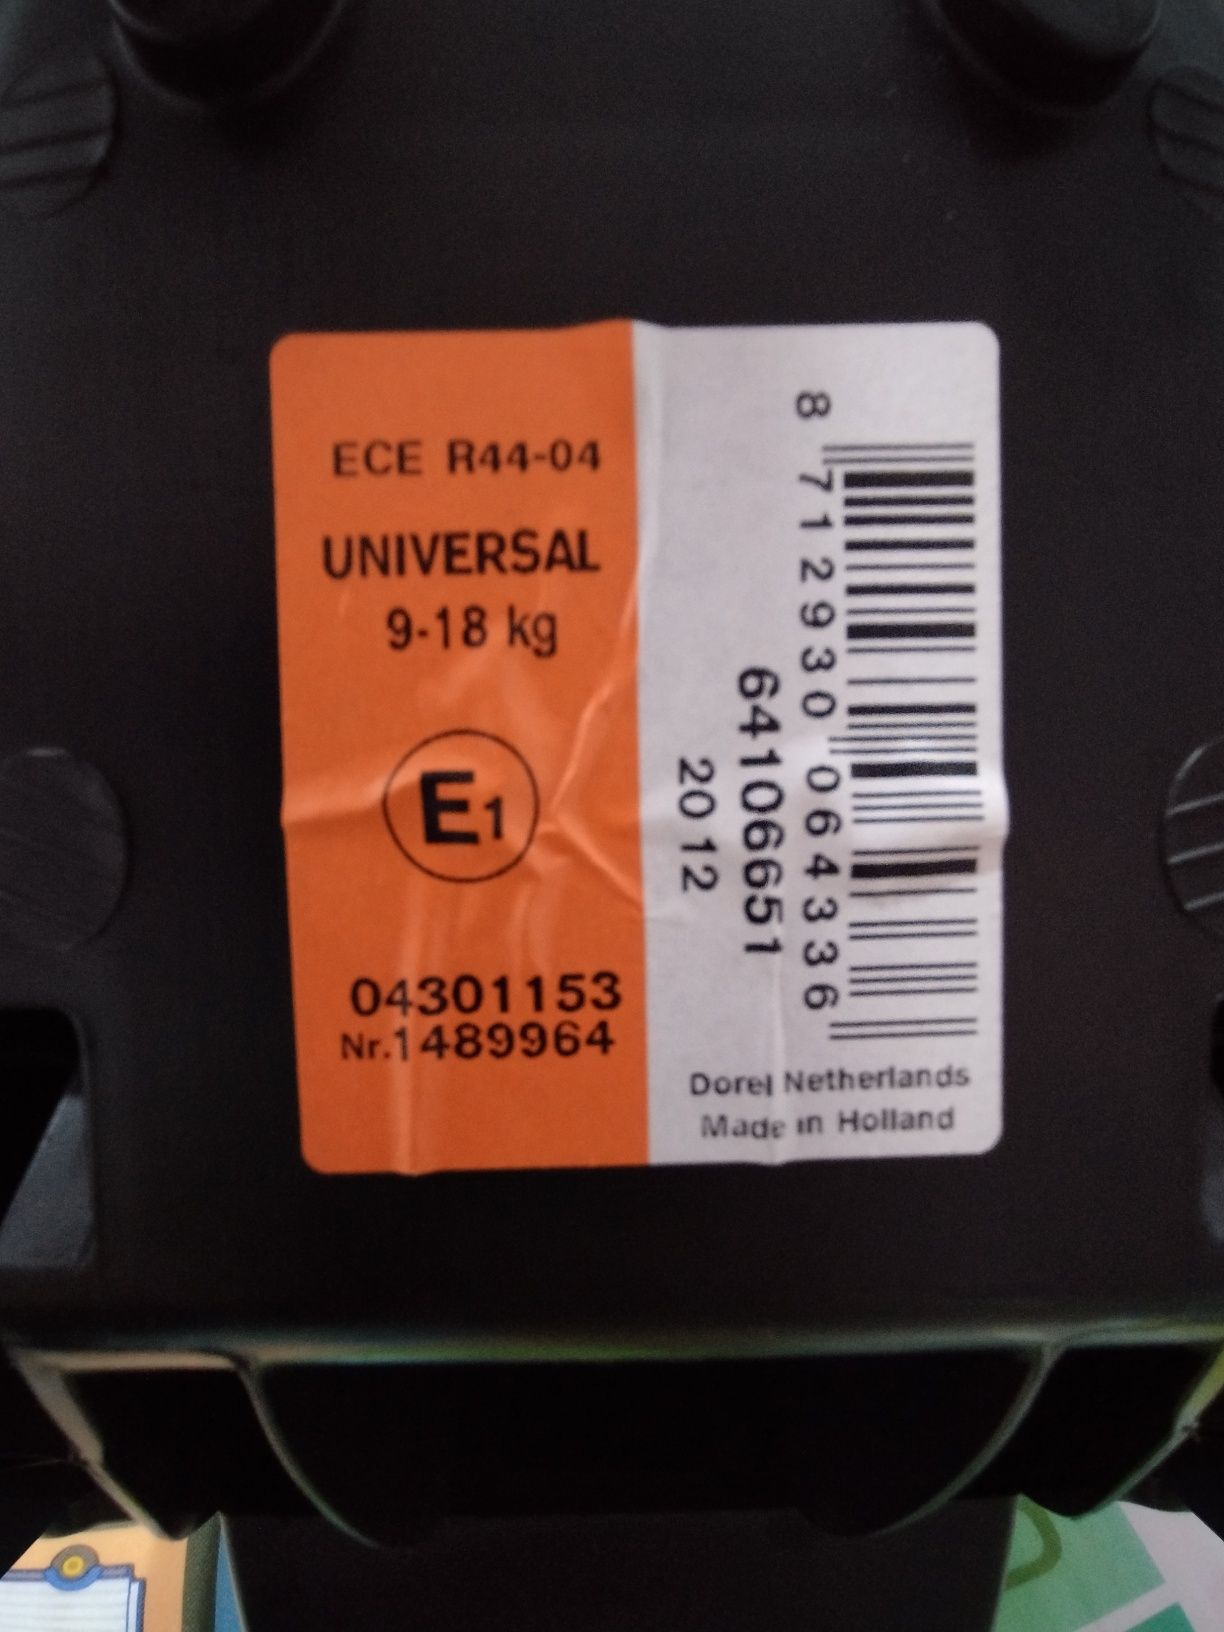 ECE R44-04
UNIVERSAL
9-18 kg
E1
04301153
Nr.1489964
8 712930 064336
64106651
2012
Dorel Netherlands
Made in Holland